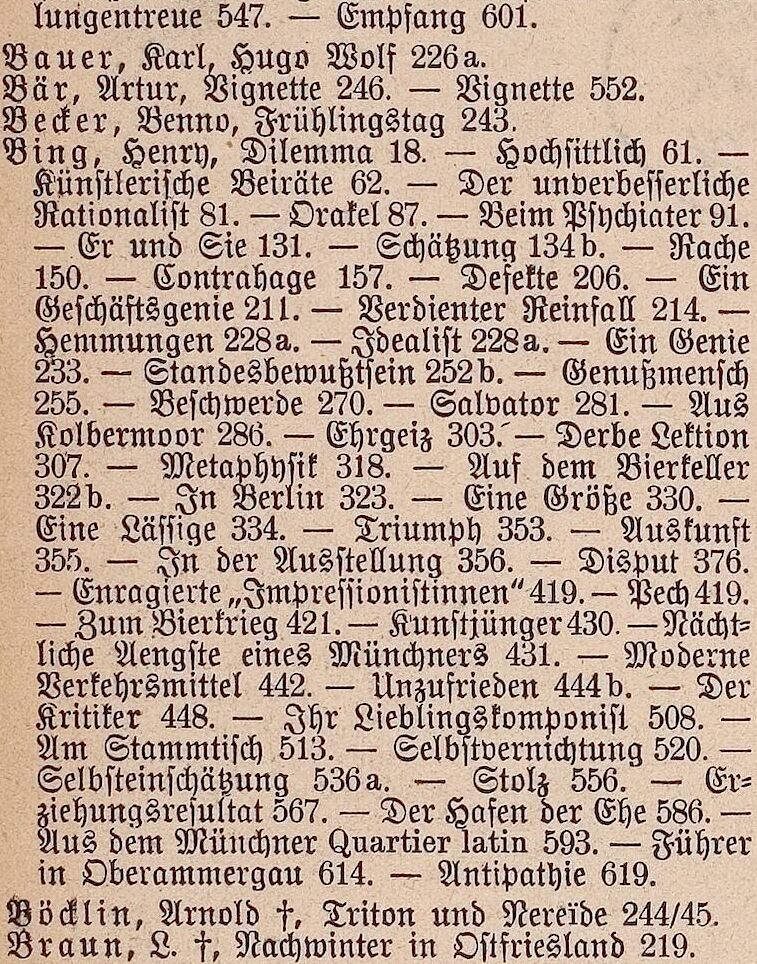 lungentreue 547. — Empfang 601.
Bauer, Karl, Hugo Wolf 226a.
Bär, Artur, Vignette 246. — Vignette 552.
Becker, Benno, Frühlingstag 243.
Bing, Henry, Dilemma 18. — Hochsittlich 61. —
Künstlerische Beiräte 62. — Der unverbesserliche
Rationalist 81. — Orakel 87. — Beim Psychiater 91.
— Er und Sie 131. — Schätzung 134b. — Rache
150. — Contrahage 157. — Defekte 206. — Ein
Geschäftsgenie 211. — Verdienter Reinfall 214. —
Hemmungen 228a. — Idealist 228a. — Ein Genie
233. — Standesbewußtsein 252b. — Genußmensch
255. — Beschwerde 270. — Salvator 281. — Aus
Kolbermoor 286. — Ehrgeiz 303. — Derbe Lektion
307. — Metaphysik 318. — Auf dem Bierkeller
322b. — In Berlin 323. — Eine Größe 330. —
Eine Lässige 334. — Triumph 353. — Auskunft
355. — In der Ausstellung 356. — Disput 376.
— Enragierte „Impressionistinnen“ 419. — Pech 419.
— Zum Bierkrieg 421. — Kunstjünger 430. — Nächt-
liche Aengste eines Münchners 431. — Moderne
Verkehrsmittel 442. — Unzufrieden 444b. — Der
Kritiker 448. — Ihr Lieblingskomponist 508. —
Am Stammtisch 513. — Selbstvernichtung 520. —
Selbsteinschätzung 536a. — Stolz 556. — Er-
ziehungsresultat 567. — Der Hafen der Ehe 586. —
Aus dem Münchner Quartier latin 593. — Führer
in Oberammergau 614. — Antipathie 619.
Böcklin, Arnold †, Triton und Nereïde 244/45.
Braun, L. †, Nachwinter in Ostfriesland 219.